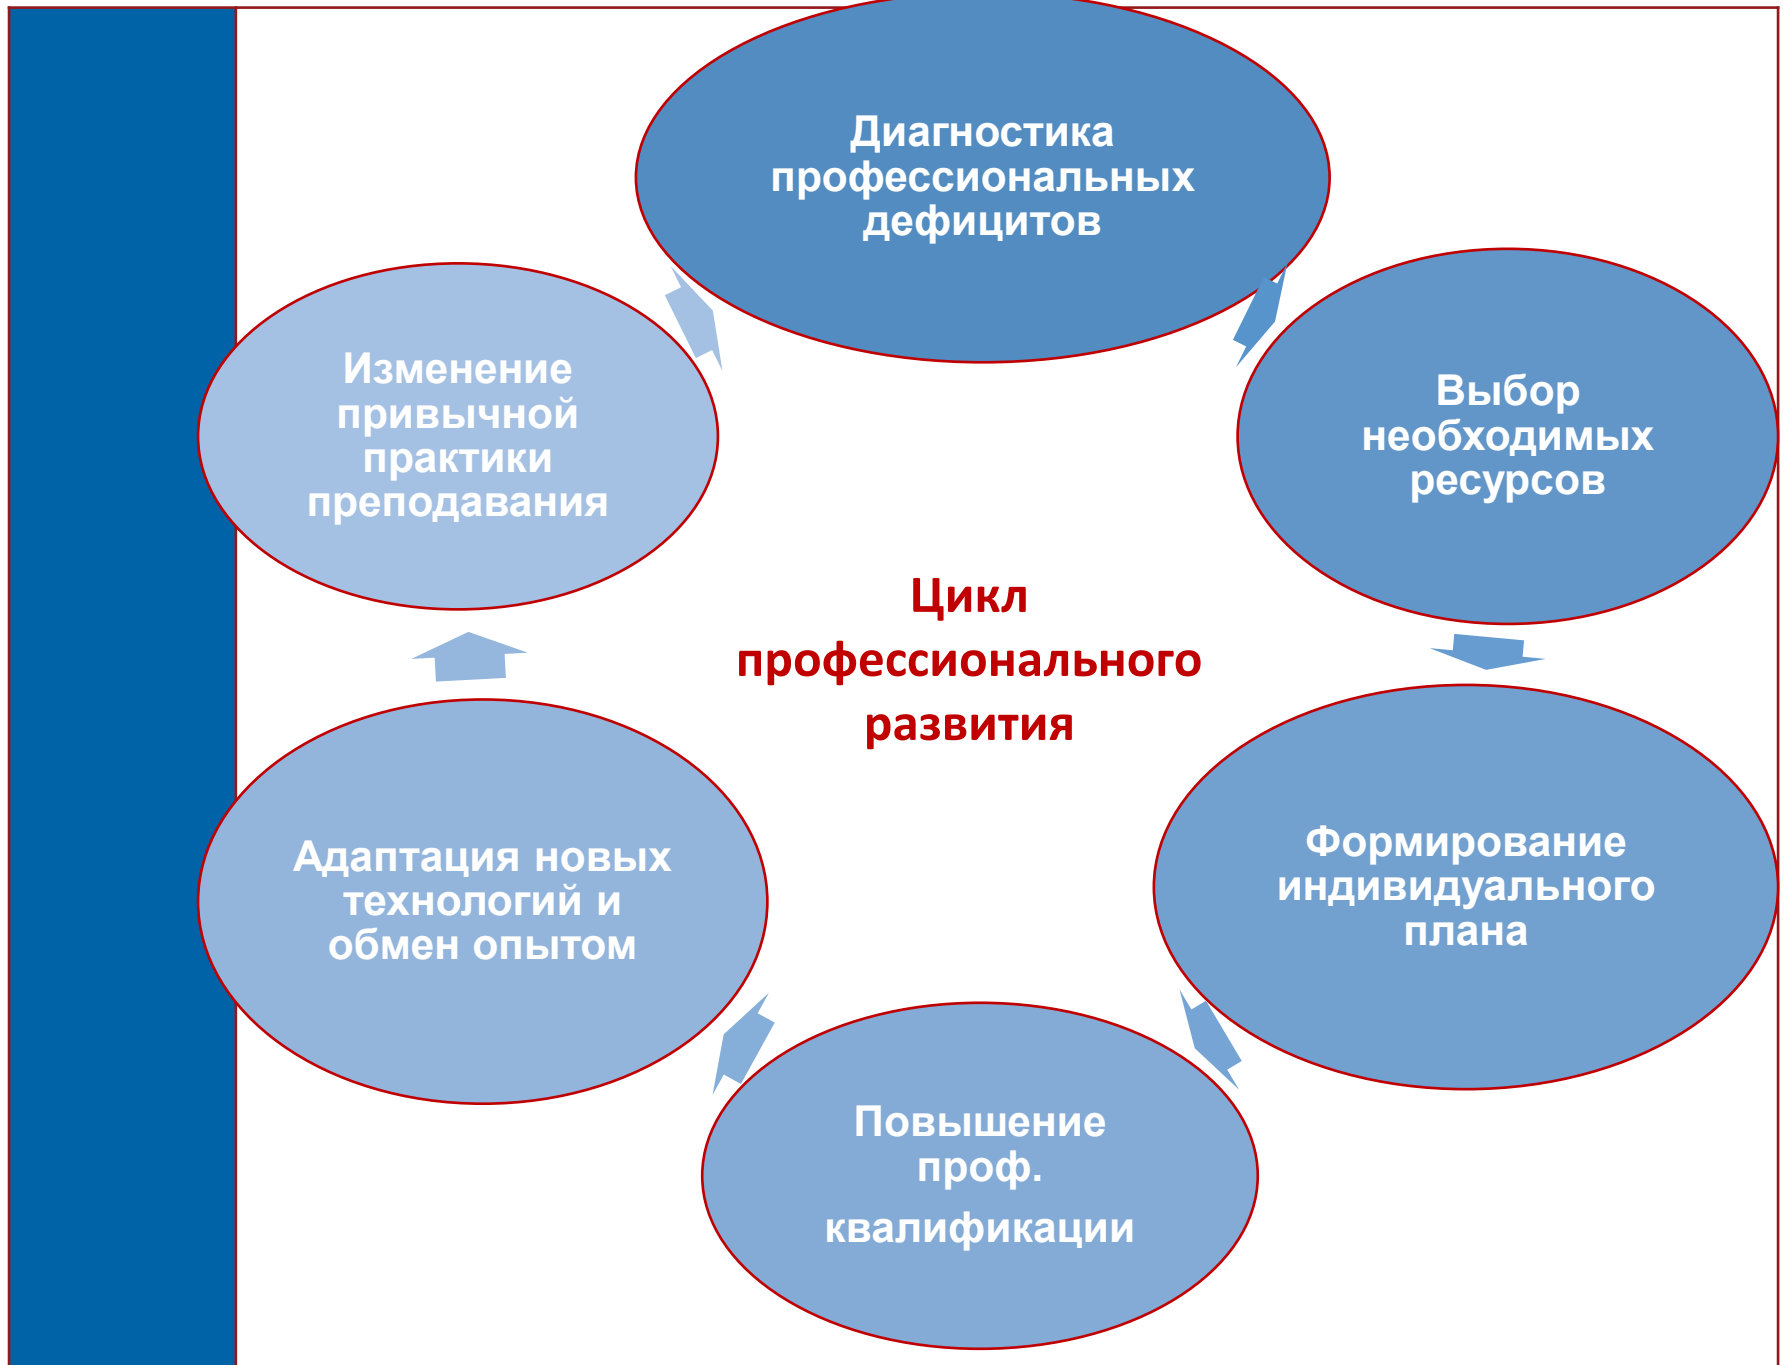 Диагностика
профессиональных
дефицитов
Выбор
необходимых
ресурсов
Формирование
индивидуального
плана
Повышение
проф.
квалификации
Адаптация новых
технологий и
обмен опытом
Изменение
привычной
практики
преподавания
Цикл
профессионального
развития